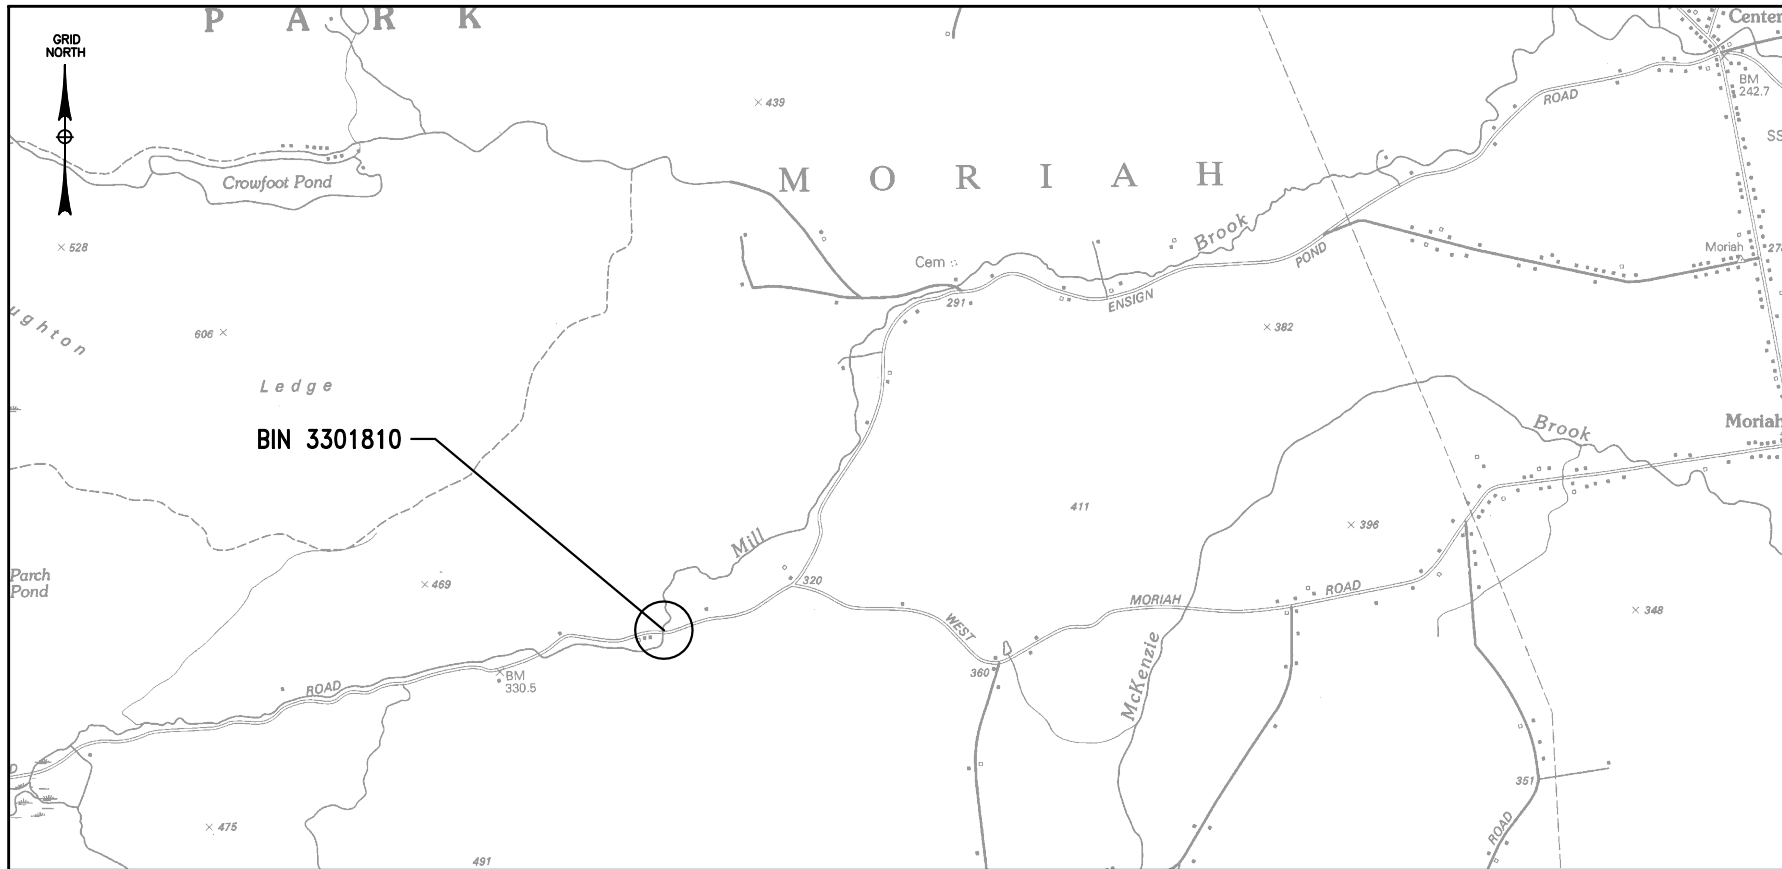 P A R K
GRID
NORTH
Center
BM
242.7
439
ROAD
SS
Crowfoot Pond
M O R I A H
528
Brook
Cem
POND
Moriah
291
ENSIGN
ughton
606
382
Ledge
BIN 3301810
Brook
Moriah
411
396
Mill
Parch
Pond
469
320
ROAD
MORIAH
WEST
348
McKenzie
360
BM
330.5
ROAD
351
475
ROAD
491